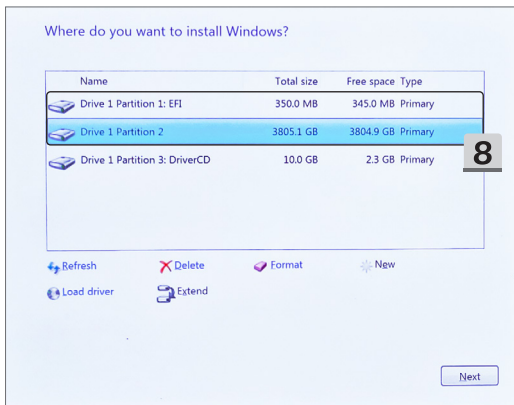 Where do you want to install Windows?
Name Total size Free space Type
Drive 1 Partition 1: EFI 350.0 MB 345.0 MB Primary
Drive 1 Partition 2 3805.1 GB 3804.9 GB Primary
8
Drive 1 Partition 3: DriverCD 10.0 GB 2.3 GB Primary
Refresh Delete Format New
Load driver Extend
Next